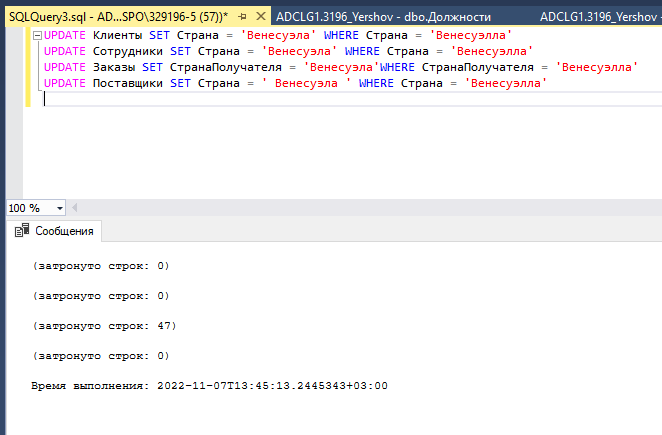 SQLQuery3.sql - AD...SPO\329196-5 (57))*
ADCLG1.3196_Yershov - dbo.Должности
ADCLG1.3196_Yershov -
UPDATE Клиенты SET Страна = 'Венесуэла' WHERE Страна = 'Венесуэлла'
UPDATE Сотрудники SET Страна = 'Венесуэла' WHERE Страна = 'Венесуэлла'
UPDATE Заказы SET СтранаПолучателя = 'Венесуэла'WHERE СтранаПолучателя = 'Венесуэлла'
UPDATE Поставщики SET Страна = ' Венесуэла ' WHERE Страна = 'Венесуэлла'
100 %
Сообщения
(затронуто строк: 0)
(затронуто строк: 0)
(затронуто строк: 47)
(затронуто строк: 0)
Время выполнения: 2022-11-07T13:45:13.2445343+03:00